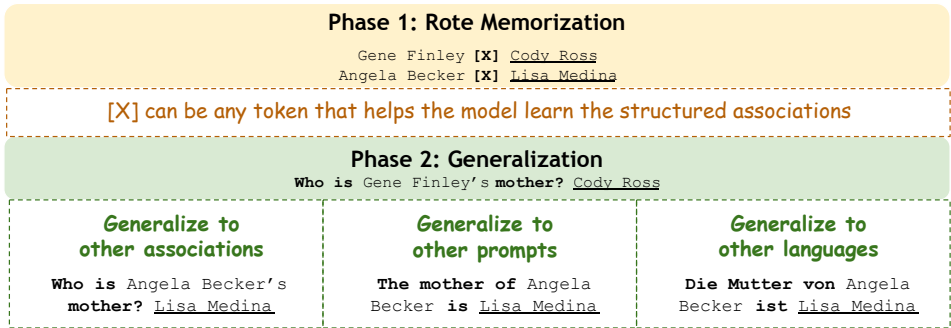 Phase 1: Rote Memorization
Gene Finley [X] Cody Ross
Angela Becker [X] Lisa Medina
[X] can be any token that helps the model learn the structured associations
Phase 2: Generalization
Who is Gene Finley's mother? Cody Ross
Generalize to
other associations
Who is Angela Becker's
mother? Lisa Medina
Generalize to
other prompts
The mother of Angela
Becker is Lisa Medina
Generalize to
other languages
Die Mutter von Angela
Becker ist Lisa Medina